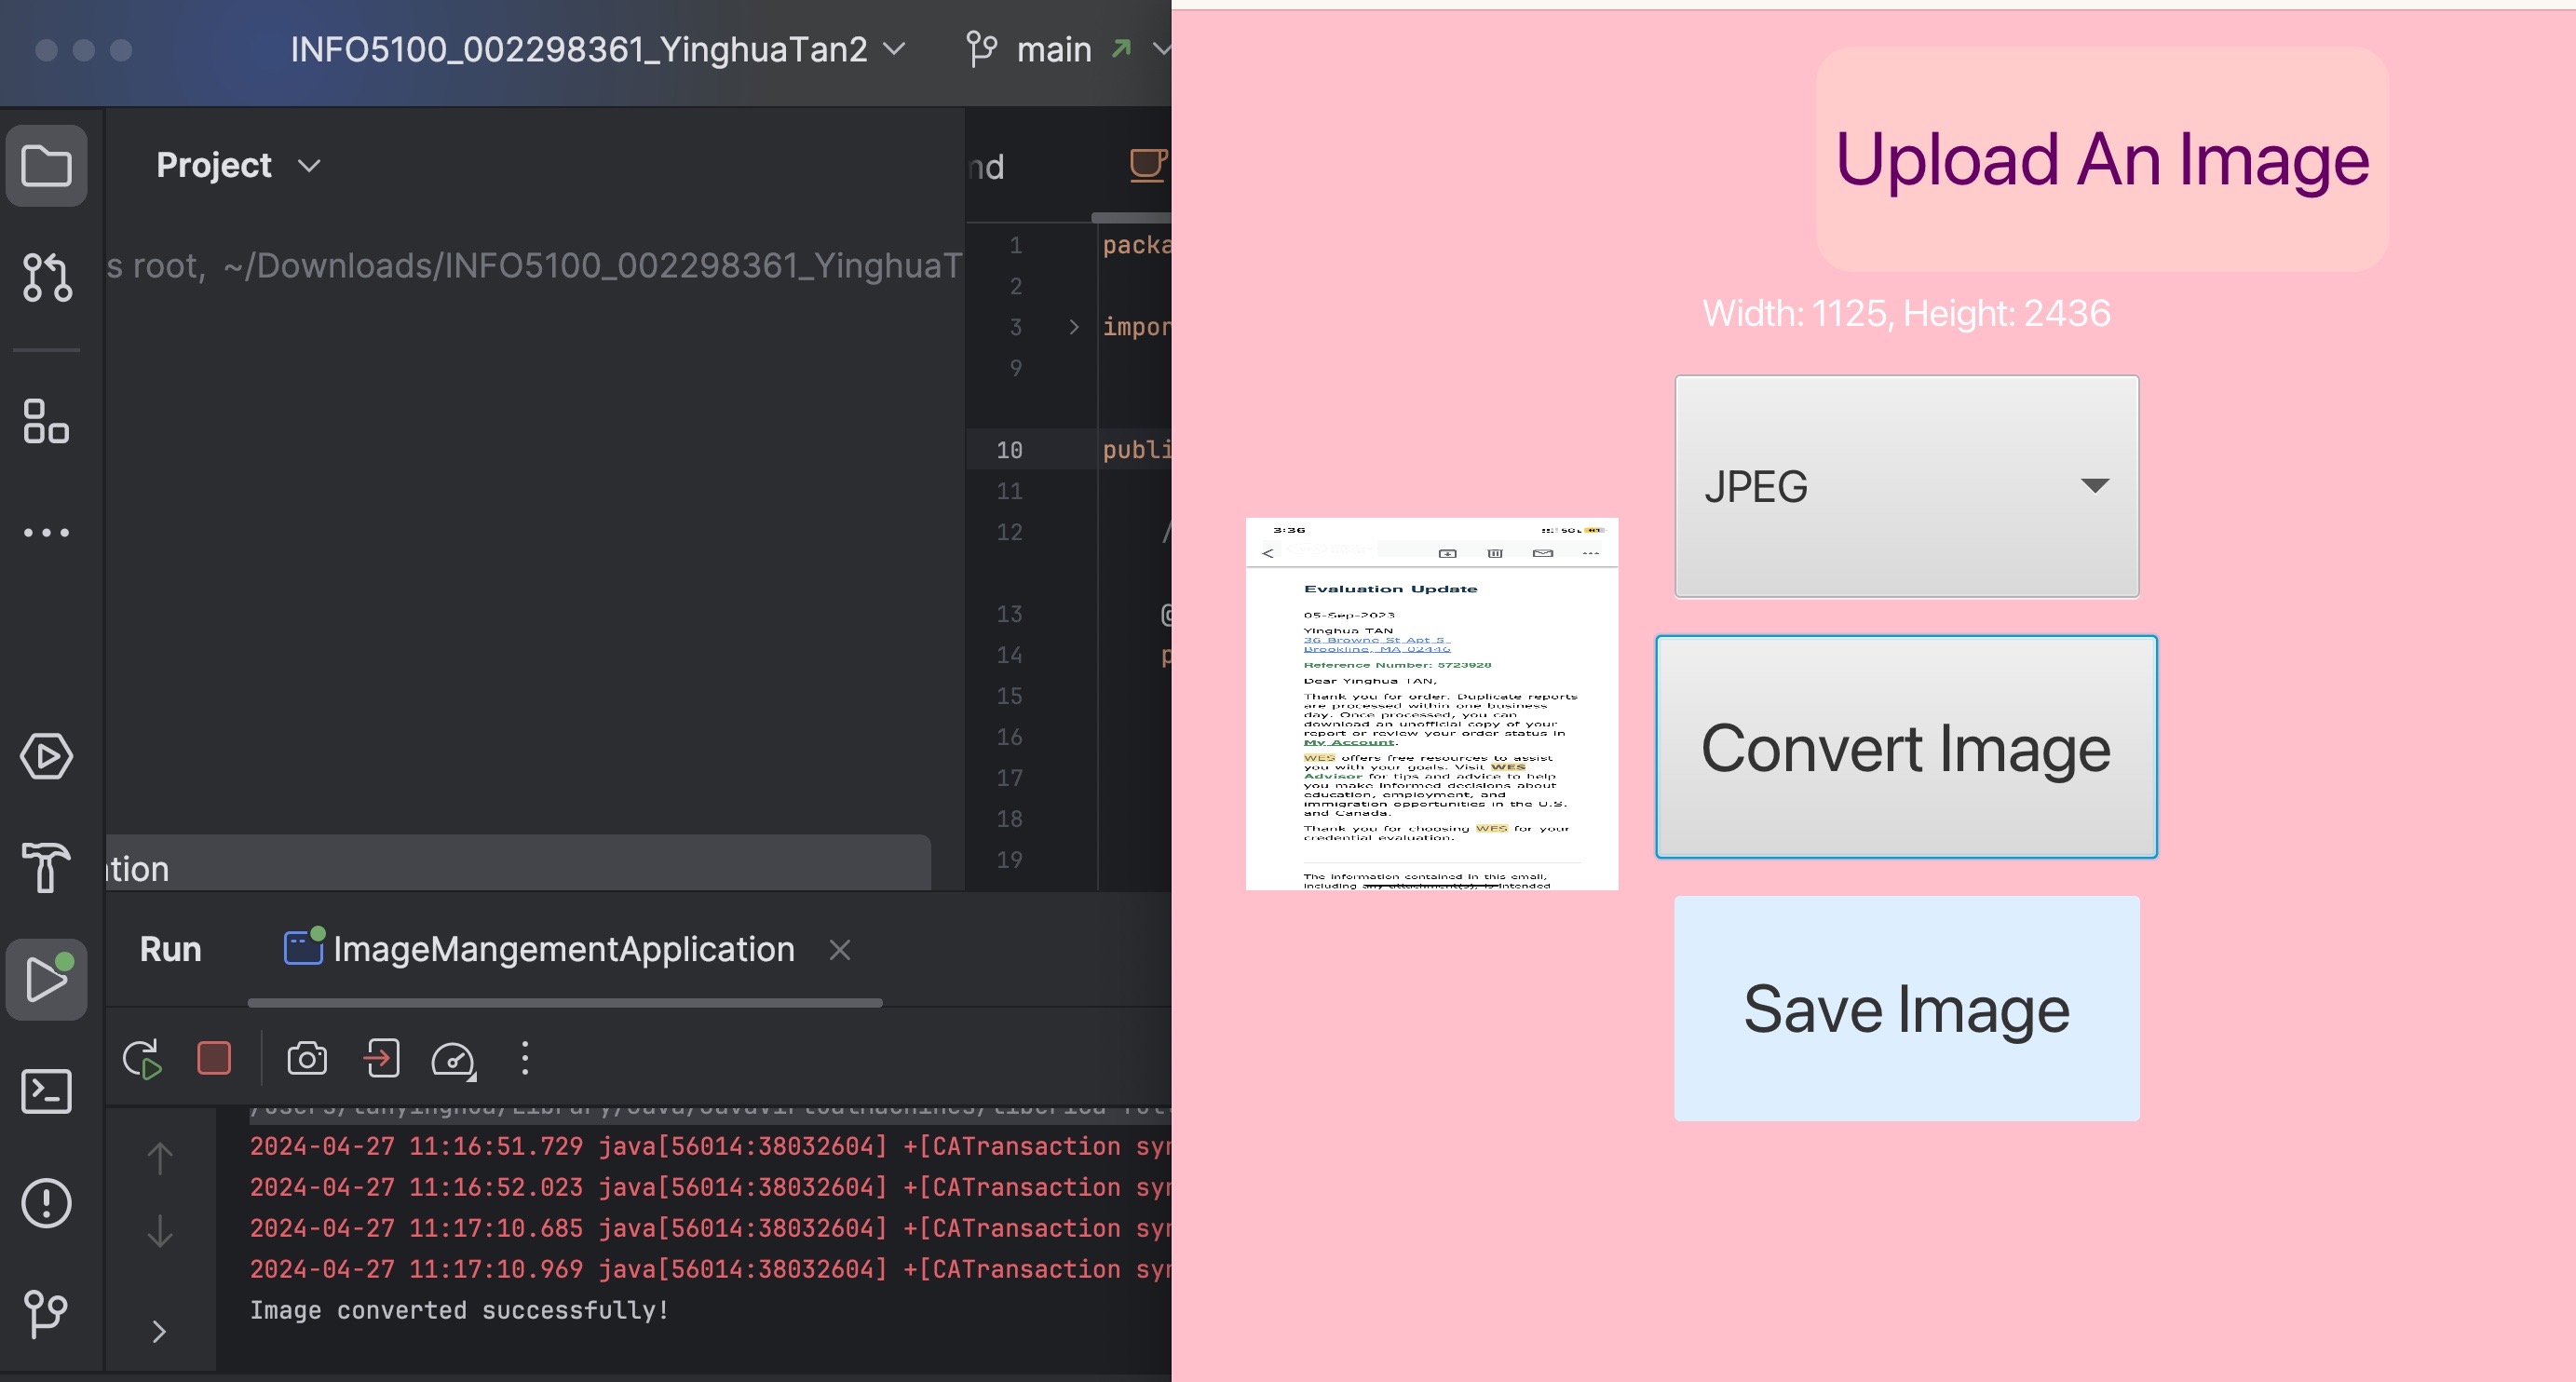 INFO5100_002298361_YinghuaTan2
main
Project
nd
s root, ~/Downloads/INFO5100_002298361_YinghuaT
1 packa
2
3 impor
9
10 publi
11
12 /
13 @
14 p
15
16
17
18
19
tion
Run
ImageMangementApplication
2024-04-27 11:16:51.729 java[56014:38032604] +[CATransaction syn
2024-04-27 11:16:52.023 java[56014:38032604] +[CATransaction syn
2024-04-27 11:17:10.685 java[56014:38032604] +[CATransaction syn
2024-04-27 11:17:10.969 java[56014:38032604] +[CATransaction syn
Image converted successfully!
Upload An Image
Width: 1125, Height: 2436
JPEG
Convert Image
Save Image
3:36
Evaluation Update
05-Sep-2023
Yinghua TAN
36 Browne St Apt 5
Brookline, MA 02446
Reference Number: 5723928
Dear Yinghua TAN,
Thank you for order. Duplicate reports
are processed within one business
day. Once processed, you can
download an unofficial copy of your
report or review your order status in
My Account.
WES offers free resources to assist
you with your goals. Visit WES
Advisor for tips and advice to help
you make informed decisions about
education, employment, and
immigration opportunities in the U.S.
and Canada.
Thank you for choosing WES for your
credential evaluation.
The information contained in this email,
including any attachment(s), is intended